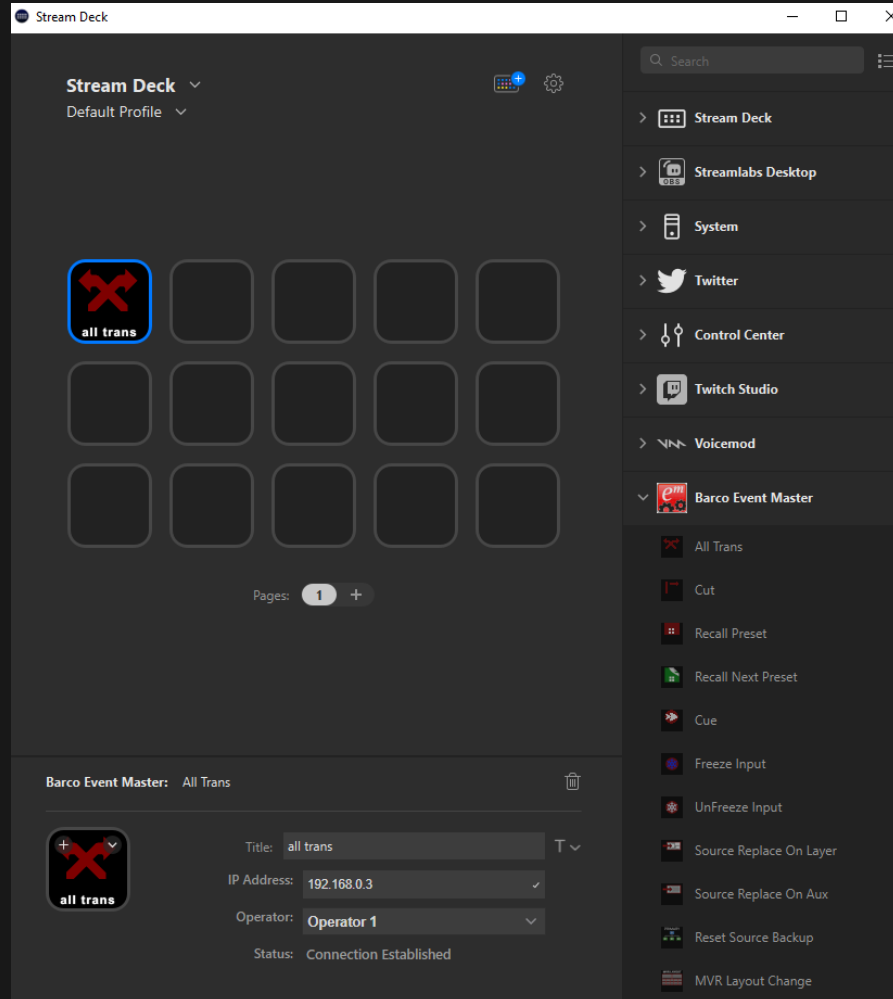 Stream Deck
Stream Deck
Default Profile
all trans
Pages: 1 +
Barco Event Master: All Trans
all trans
Title: all trans
T
IP Address: 192.168.0.3
Operator: Operator 1
Status: Connection Established
Search
Stream Deck
OBS
Streamlabs Desktop
System
Twitter
Control Center
Twitch Studio
Voicemod
em
Barco Event Master
All Trans
Cut
Recall Preset
Recall Next Preset
Cue
Freeze Input
UnFreeze Input
Source Replace On Layer
Source Replace On Aux
Reset Source Backup
MVR Layout Change